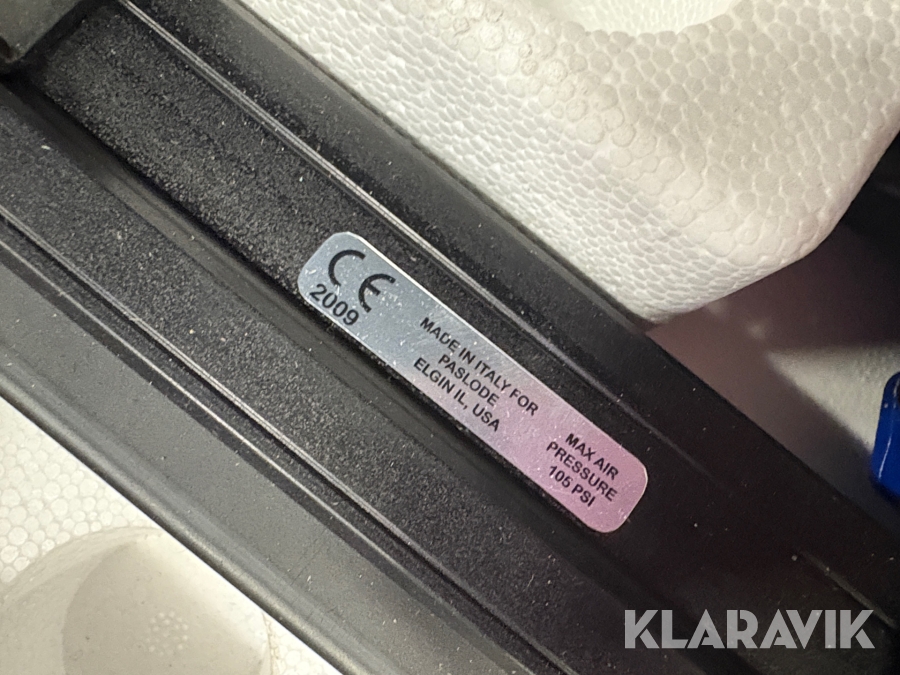 CE
2009
MADE IN ITALY FOR
PASLODE
ELGIN IL, USA
MAX AIR
PRESSURE
105 PSI
KLARAVIK